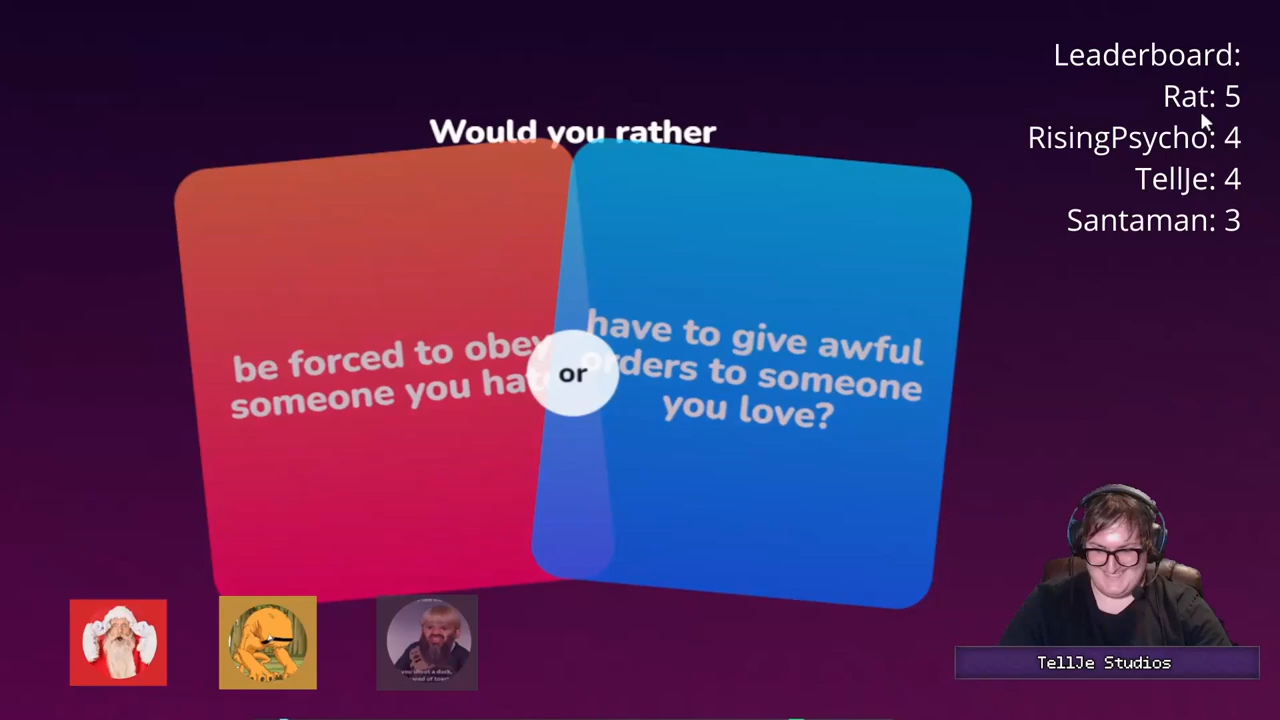 Leaderboard:
Rat: 5
RisingPsycho: 4
TellJe: 4
Santaman: 3
Would you rather
be forced to obey
someone you hat
or
have to give awful
orders to someone
you love?
TellJe Studios